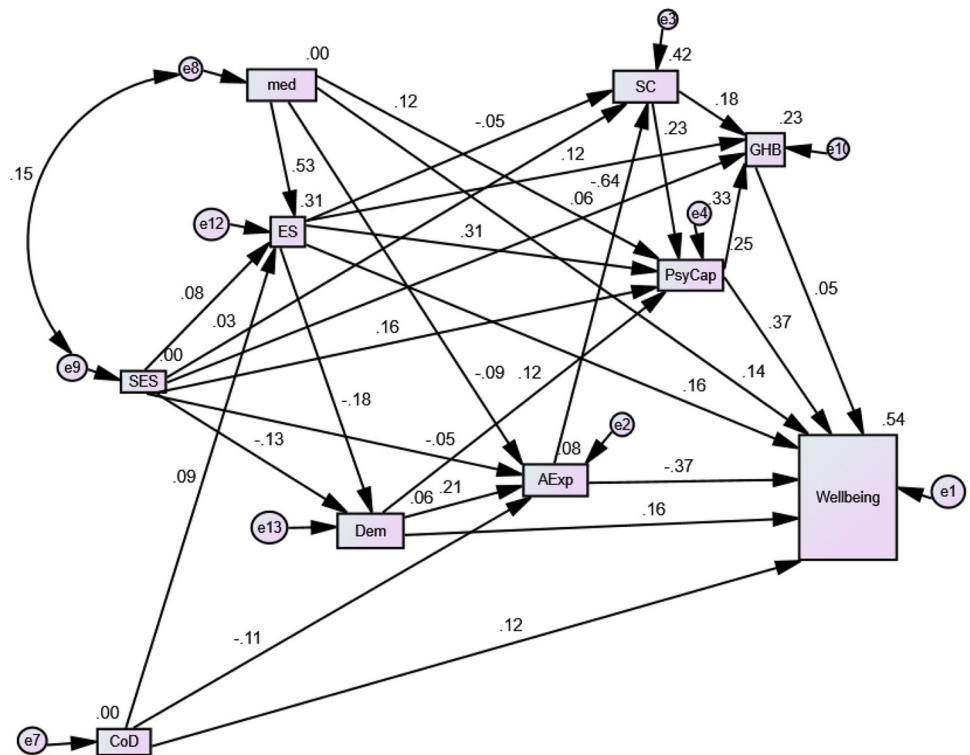 e3
.00
.42
e8
med
SC
.12
.18
.23
-.05
.23
GHB
e10
.15
.53
.12
-.64
.31
.06
.33
e12
ES
e4
.31
.25
PsyCap
.08
.05
.03
.16
.37
.00
e9
SES
-.09
.12
.14
.16
-.18
-.13
-.05
e2
.54
.08
.09
AExp
-.37
.06
.21
Wellbeing
e1
e13
Dem
.16
-.11
.12
.00
e7
CoD